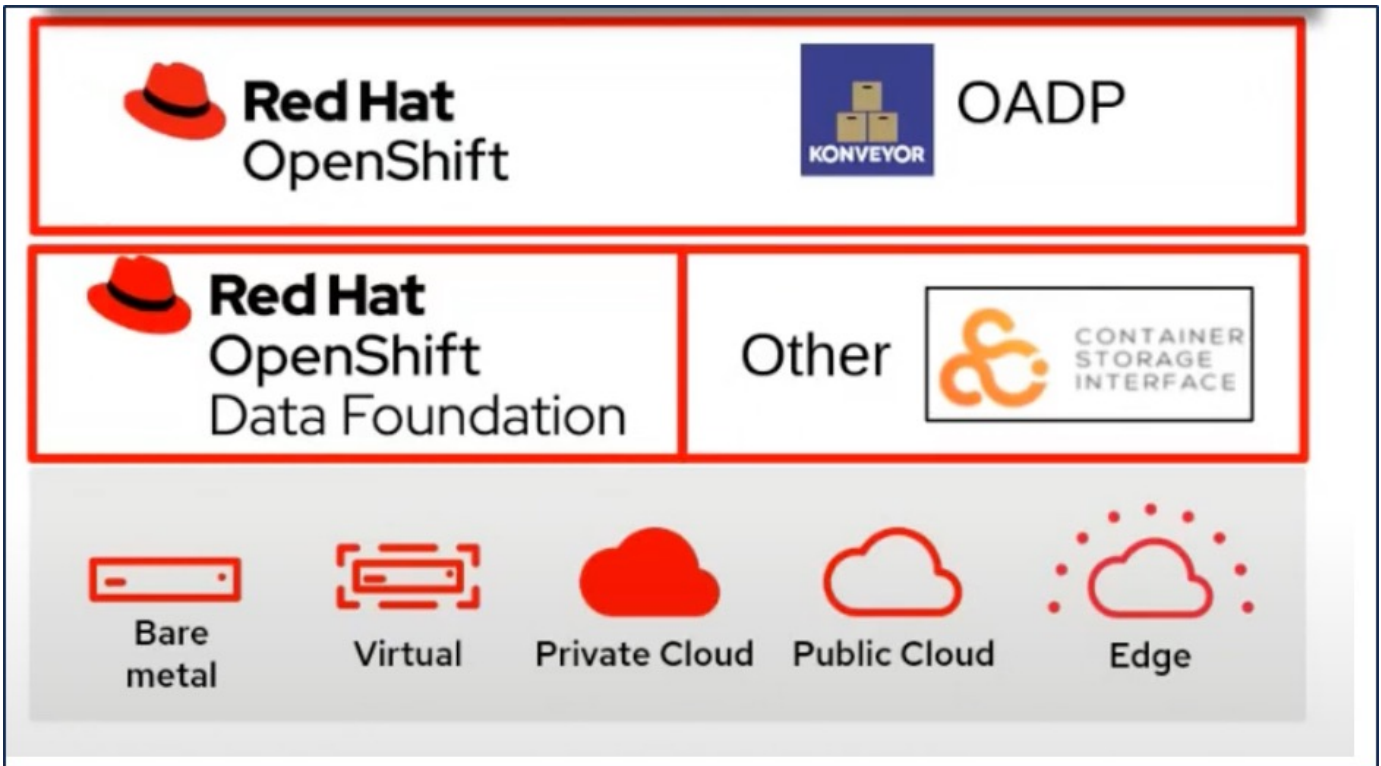 Red Hat
OpenShift
KONVEYOR
OADP
Red Hat
OpenShift
Data Foundation
Other
CONTAINER
STORAGE
INTERFACE
Bare
metal
Virtual
Private Cloud
Public Cloud
Edge